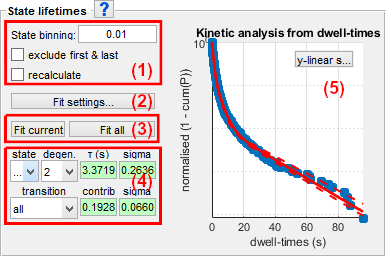 State lifetimes ?
State binning: 0.01
exclude first & last
recalculate
(1)
Fit settings...
(2)
Fit current Fit all
(3)
state degen. τ (s) sigma
... 2 3.3719 0.2636
(4)
transition contrib sigma
all 0.1928 0.0660
Kinetic analysis from dwell-times
y-linear s...
(5)
normalised (1 - cum(P))
10
0 20 40 60 80
dwell-times (s)